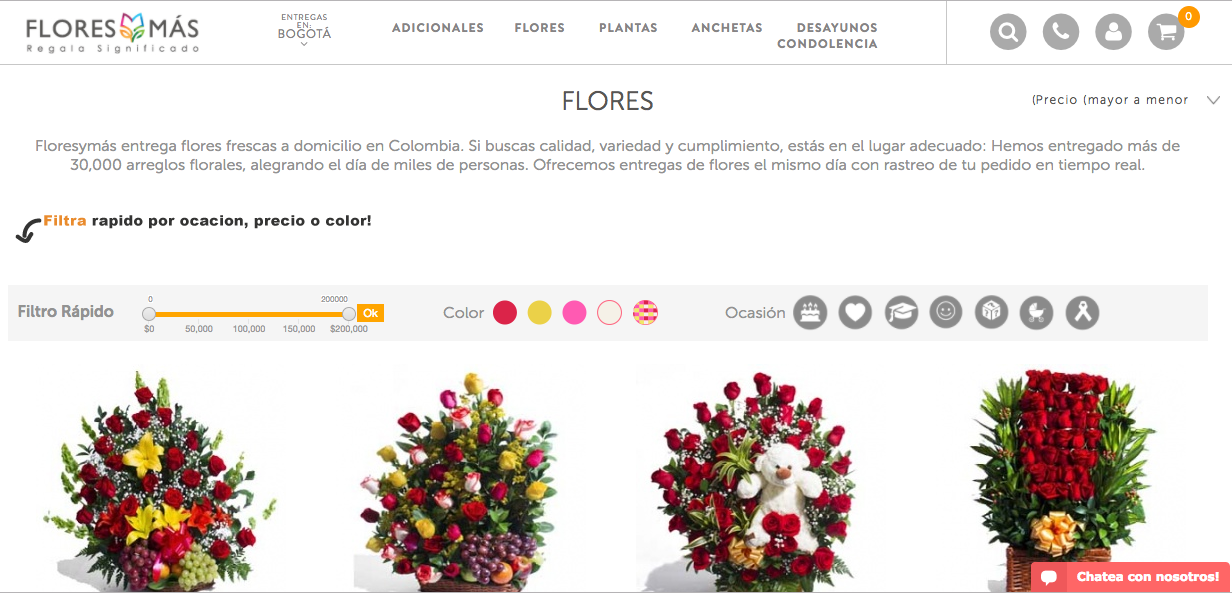 FLORES MÁS
Regala Significado
ENTREGAS
EN:
BOGOTÁ
ADICIONALES
FLORES
PLANTAS
ANCHETAS
DESAYUNOS
CONDOLENCIA
0
FLORES
(Precio (mayor a menor
Floresymás entrega flores frescas a domicilio en Colombia. Si buscas calidad, variedad y cumplimiento, estás en el lugar adecuado: Hemos entregado más de
30,000 arreglos florales, alegrando el día de miles de personas. Ofrecemos entregas de flores el mismo día con rastreo de tu pedido en tiempo real.
Filtra rapido por ocacion, precio o color!
Filtro Rápido
0
200000
Ok
$0
50,000
100,000
150,000
$200,000
Color
Ocasión
Chatea con nosotros!